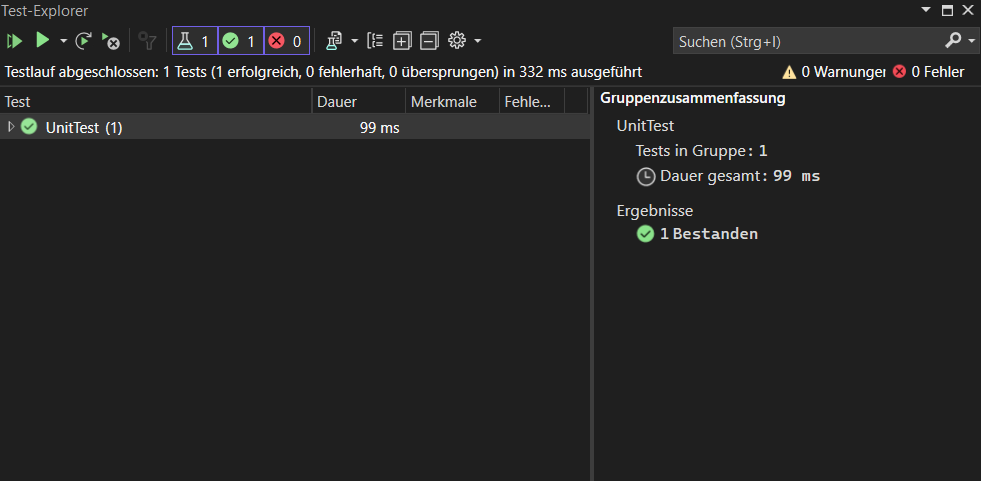 Test-Explorer
1 1 0
Suchen (Strg+I)
Testlauf abgeschlossen: 1 Tests (1 erfolgreich, 0 fehlerhaft, 0 übersprungen) in 332 ms ausgeführt
0 Warnunger 0 Fehler
Test Dauer Merkmale Fehle...
UnitTest (1) 99 ms
Gruppenzusammenfassung
UnitTest
Tests in Gruppe: 1
Dauer gesamt: 99 ms
Ergebnisse
1 Bestanden